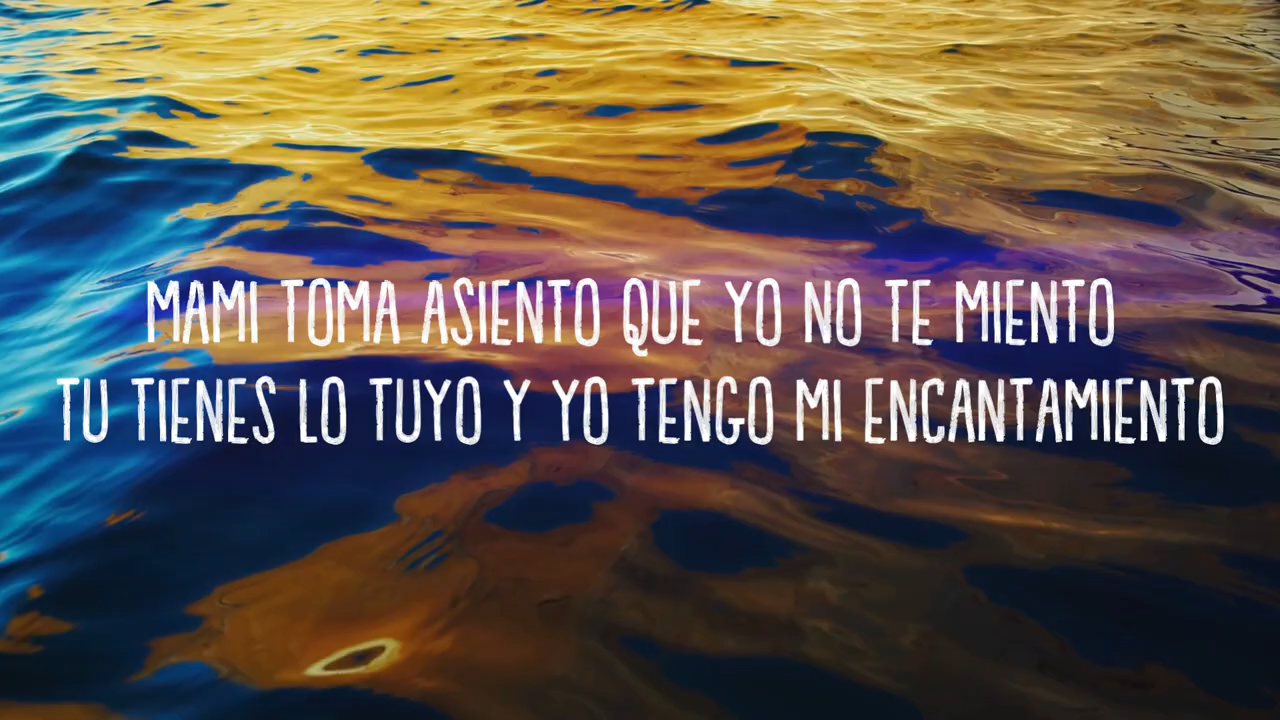 MAMI TOMA ASIENTO QUE YO NO TE MIENTO
TU TIENES LO TUYO Y YO TENGO MI ENCANTAMIENTO